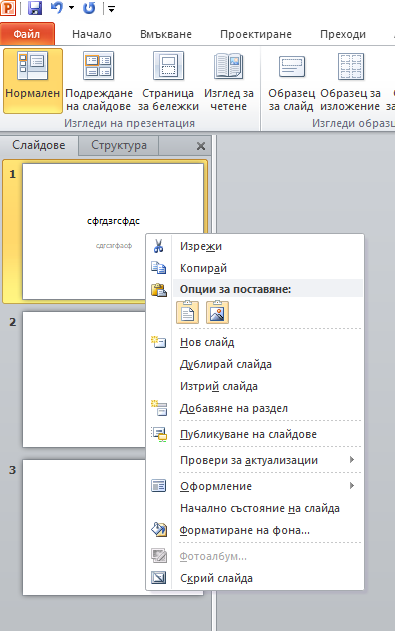 Файл Начало Вмъкване Проектиране Преходи
Нормален Подреждане на слайдове Страница за бележки Изглед за четене Образец за слайд Образец за изложение
Изгледи на презентация Изгледи образц
Слайдове Структура
1
сфгдзгсфдс
сдгсзгфасф
2
3
Изрежи
Копирай
Опции за поставяне:
Нов слайд
Дублирай слайда
Изтрий слайда
Добавяне на раздел
Публикуване на слайдове
Провери за актуализации
Оформление
Начално състояние на слайда
Форматиране на фона...
Фотоалбум...
Скрий слайда